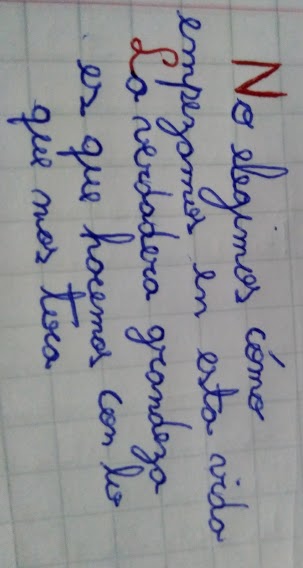 No elegimos cómo
empezamos en esta vida
La verdadera grandeza
es que hacemos con lo
que nos toca